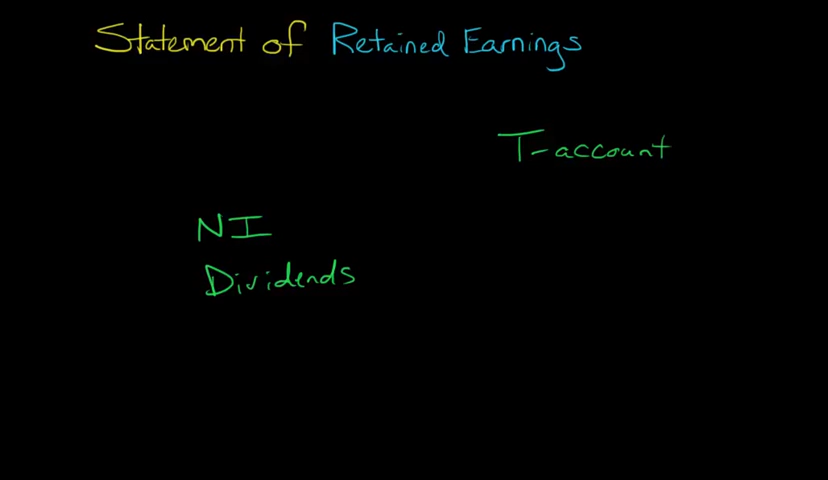 Statement of Retained Earnings
T-account
NI
Dividends